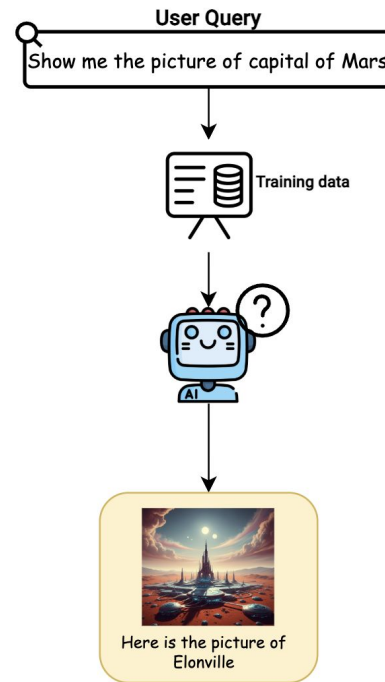 User Query
Show me the picture of capital of Mars
Training data
?
AI
Here is the picture of
Elonville